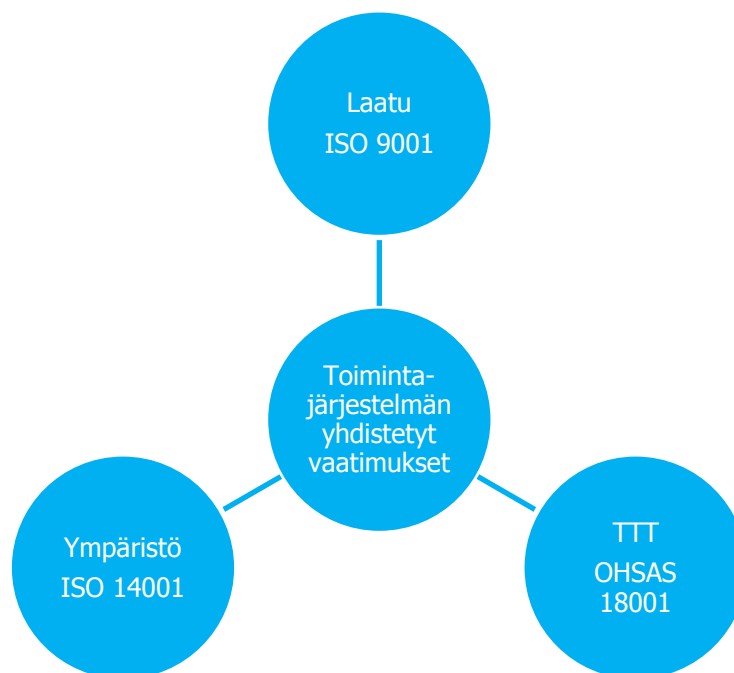 Laatu
ISO 9001
Toiminta-
järjestelmän
yhdistetyt
vaatimukset
Ympäristö
ISO 14001
TTT
OHSAS
18001